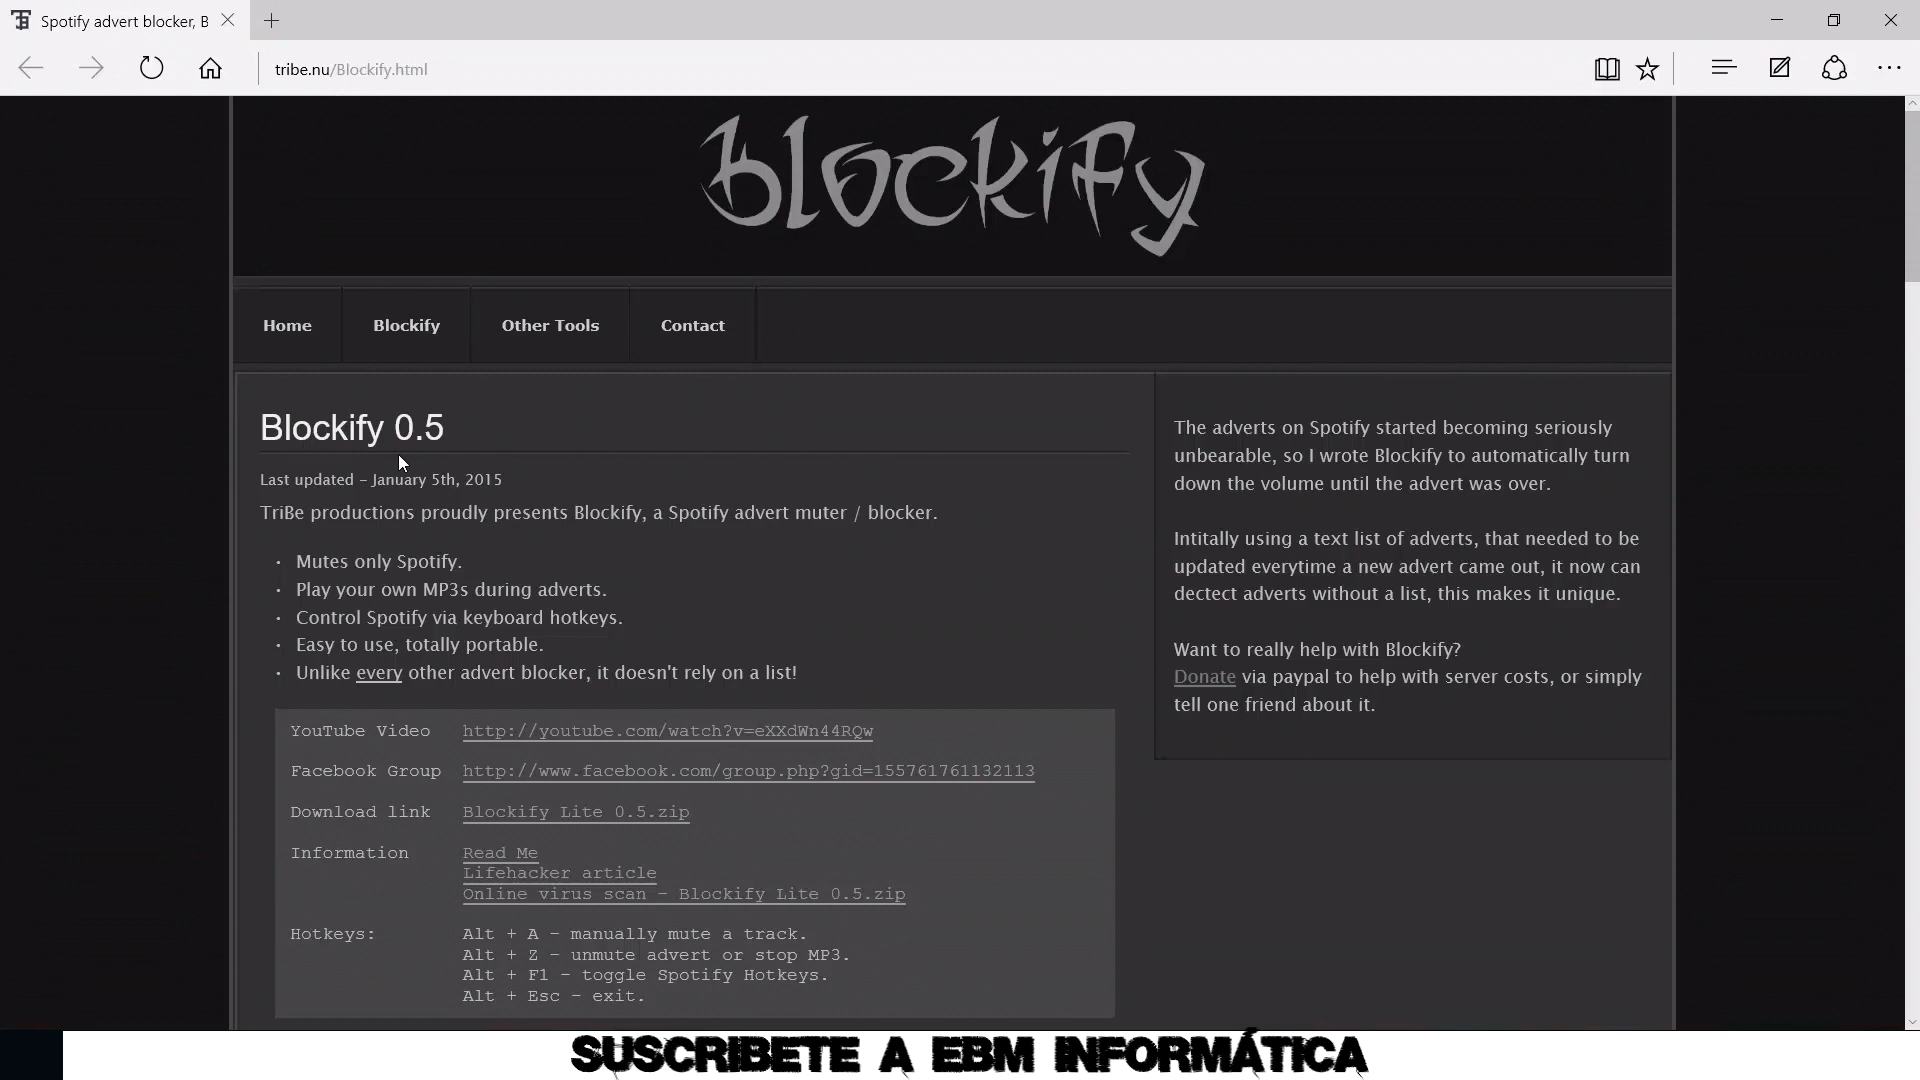 Spotify advert blocker, B
tribe.nu/Blockify.html
blockify
Home
Blockify
Other Tools
Contact
Blockify 0.5
Last updated - January 5th, 2015
TriBe productions proudly presents Blockify, a Spotify advert muter / blocker.
· Mutes only Spotify.
· Play your own MP3s during adverts.
· Control Spotify via keyboard hotkeys.
· Easy to use, totally portable.
· Unlike every other advert blocker, it doesn't rely on a list!
YouTube Video http://youtube.com/watch?v=eXXdWn44RQw
Facebook Group http://www.facebook.com/group.php?gid=155761761132113
Download link Blockify Lite 0.5.zip
Information Read Me
Lifehacker article
Online virus scan - Blockify Lite 0.5.zip
Hotkeys: Alt + A - manually mute a track.
Alt + Z - unmute advert or stop MP3.
Alt + F1 - toggle Spotify Hotkeys.
Alt + Esc - exit.
The adverts on Spotify started becoming seriously
unbearable, so I wrote Blockify to automatically turn
down the volume until the advert was over.
Intitally using a text list of adverts, that needed to be
updated everytime a new advert came out, it now can
dectect adverts without a list, this makes it unique.
Want to really help with Blockify?
Donate via paypal to help with server costs, or simply
tell one friend about it.
SUSCRIBETE A EBM INFORMÁTICA